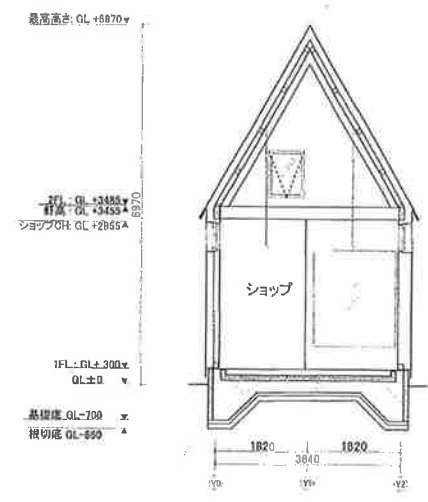 最高高さ: GL +6970
2FL : GL +3485
軒高 : GL +3455
ショップCH: GL +2855
6970
ショップ
1FL : GL+ 300
GL±0
基礎底 GL-700
根切底 GL-850
1820 1820
3640
Y0 Y1 Y2